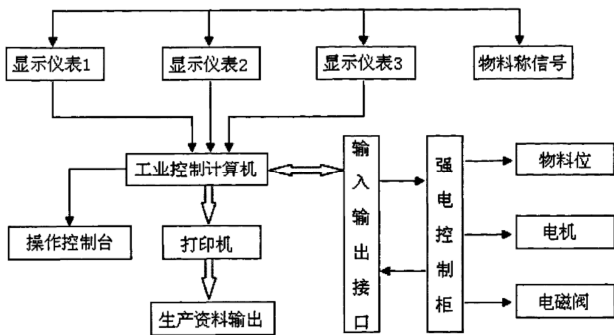 显示仪表1
显示仪表2
显示仪表3
物料称信号
工业控制计算机
输入输出接口
强电控制柜
物料位
操作控制台
打印机
电机
生产资料输出
电磁阀